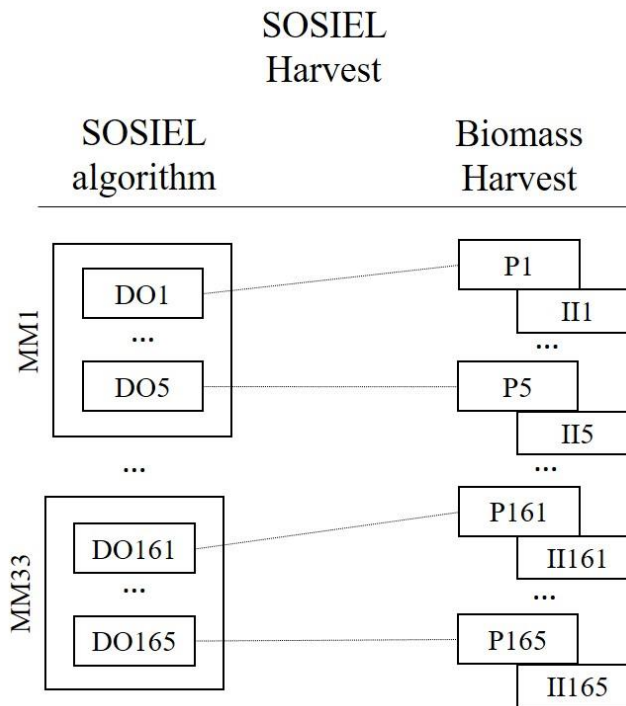 SOSIEL
Harvest
SOSIEL
algorithm
Biomass
Harvest
MM1
DO1
...
DO5
P1
II1
...
P5
II5
...
...
MM33
DO161
...
DO165
P161
II161
...
P165
II165